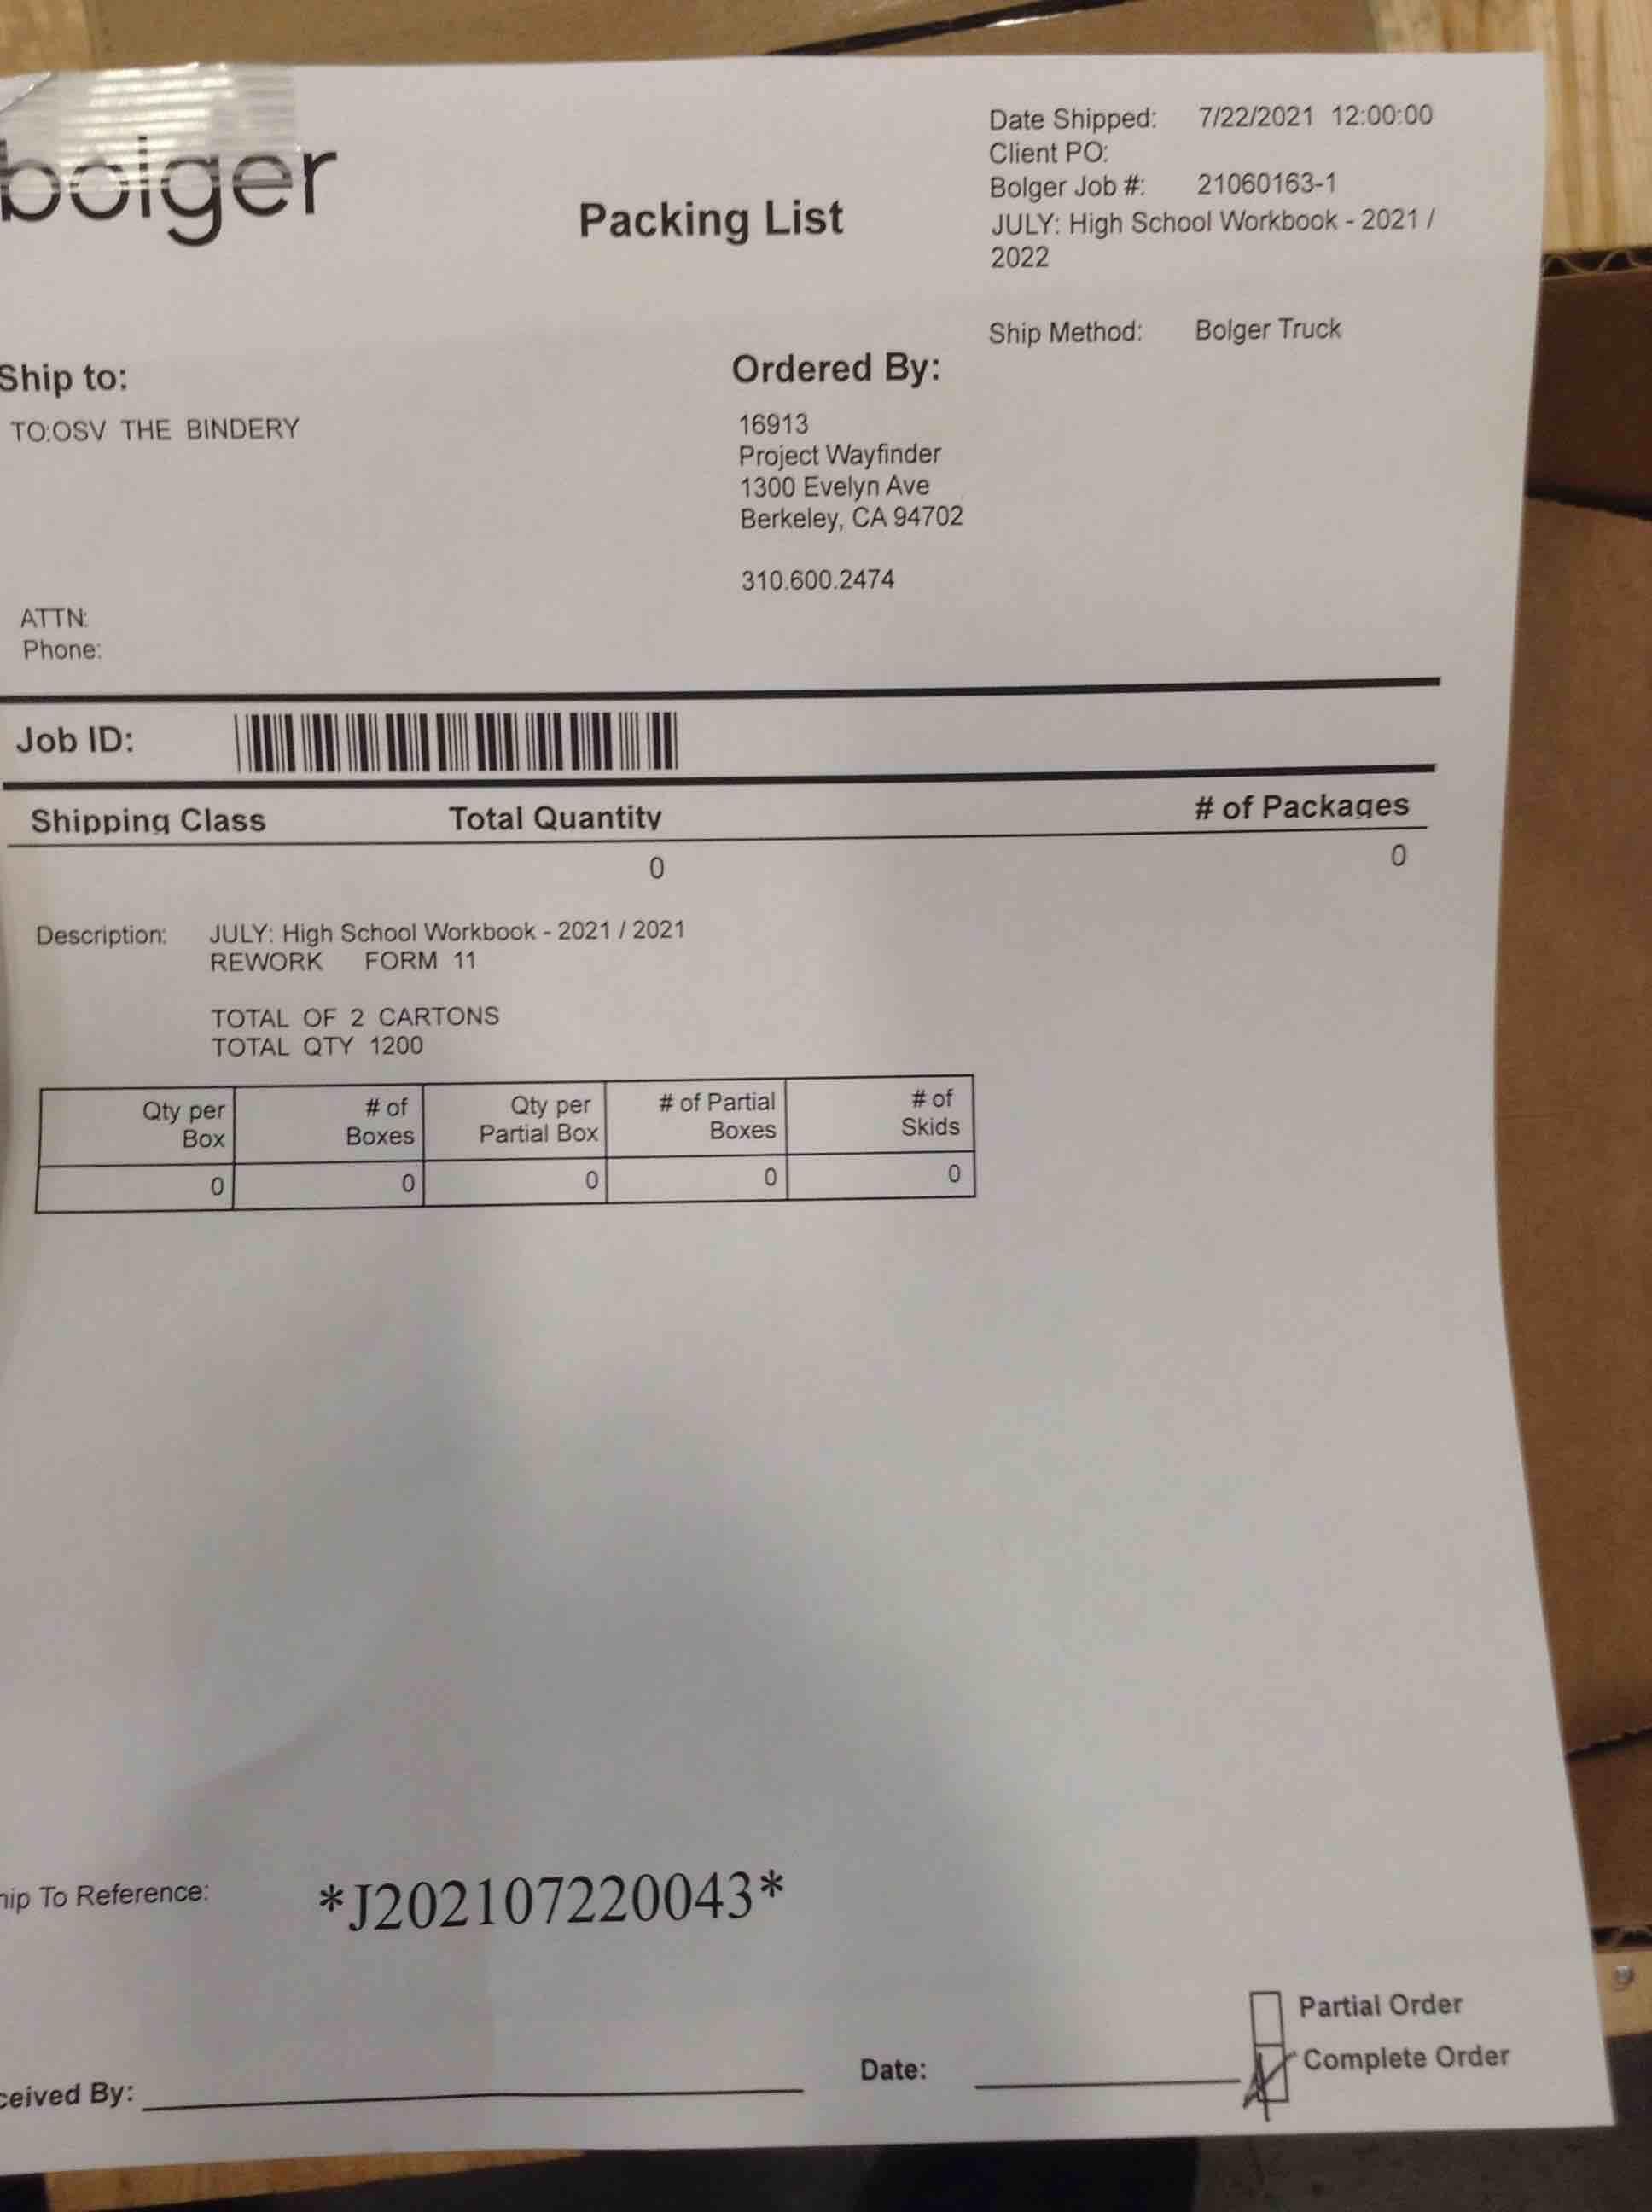 bolger
Packing List
Date Shipped: 7/22/2021 12:00:00
Client PO:
Bolger Job #: 21060163-1
JULY: High School Workbook - 2021 /
2022
Ship Method: Bolger Truck
Ship to:
TO:OSV THE BINDERY
ATTN:
Phone:
Ordered By:
16913
Project Wayfinder
1300 Evelyn Ave
Berkeley, CA 94702
310.600.2474
Job ID:
Shipping Class Total Quantity # of Packages
0 0
Description: JULY: High School Workbook - 2021 / 2021
REWORK FORM 11
TOTAL OF 2 CARTONS
TOTAL QTY 1200
Qty per Box # of Boxes Qty per Partial Box # of Partial Boxes # of Skids
0 0 0 0 0
hip To Reference: *J202107220043*
Partial Order
Complete Order
ceived By: Date: